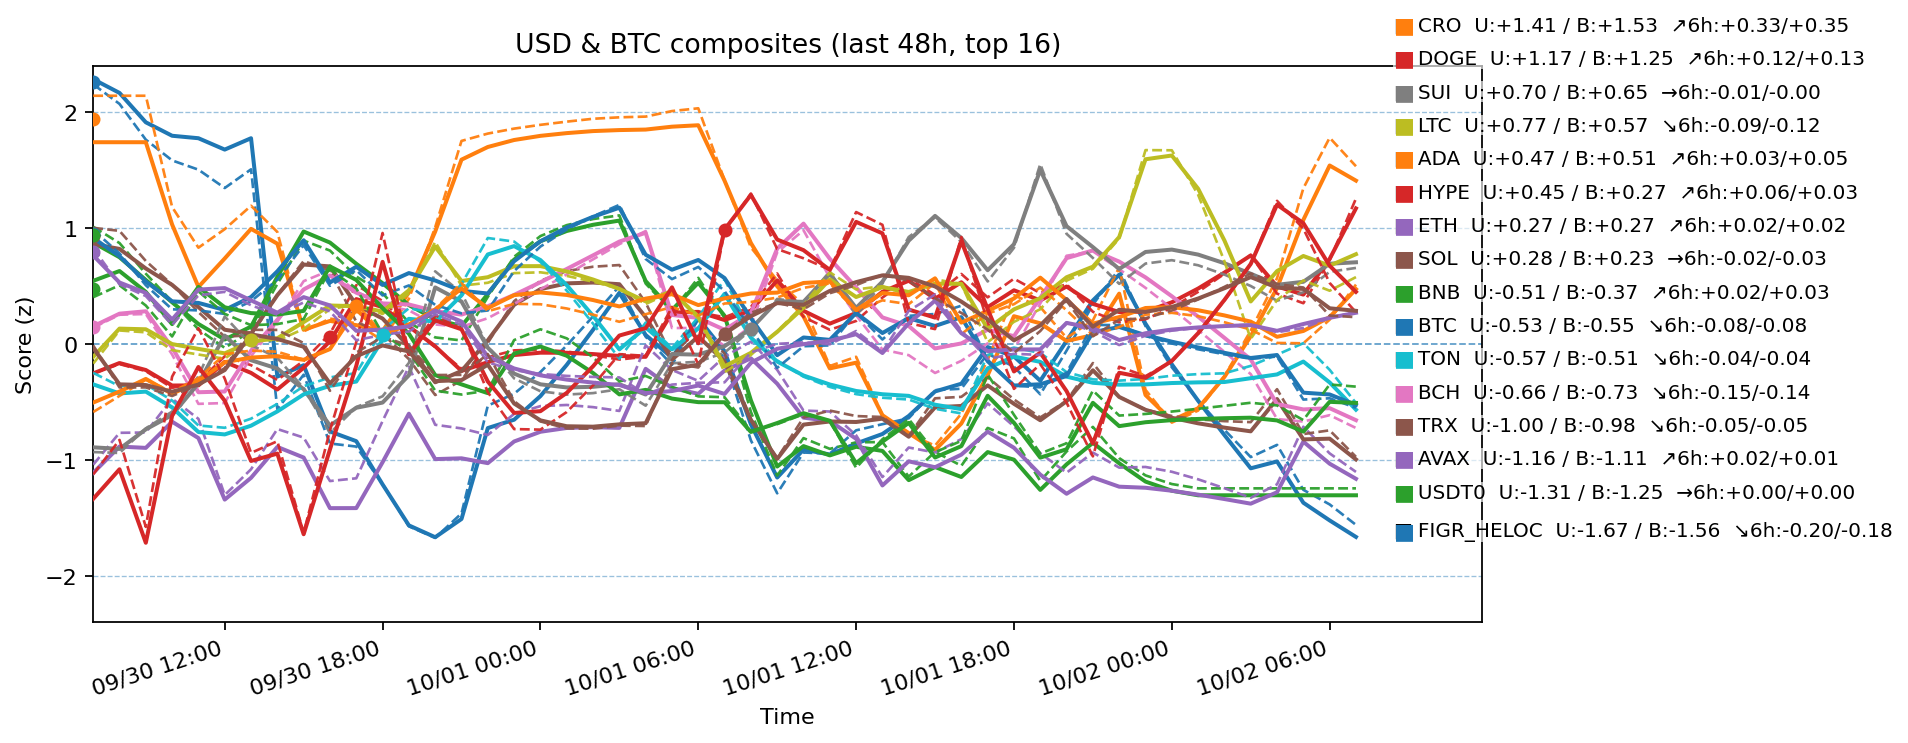 USD & BTC composites (last 48h, top 16)
CRO U:+1.41 / B:+1.53 ↗6h:+0.33/+0.35
DOGE U:+1.17 / B:+1.25 ↗6h:+0.12/+0.13
SUI U:+0.70 / B:+0.65 →6h:-0.01/-0.00
LTC U:+0.77 / B:+0.57 ↘6h:-0.09/-0.12
ADA U:+0.47 / B:+0.51 ↗6h:+0.03/+0.05
HYPE U:+0.45 / B:+0.27 ↗6h:+0.06/+0.03
ETH U:+0.27 / B:+0.27 ↗6h:+0.02/+0.02
SOL U:+0.28 / B:+0.23 →6h:-0.02/-0.03
BNB U:-0.51 / B:-0.37 ↗6h:+0.02/+0.03
BTC U:-0.53 / B:-0.55 ↘6h:-0.08/-0.08
TON U:-0.57 / B:-0.51 ↘6h:-0.04/-0.04
BCH U:-0.66 / B:-0.73 ↘6h:-0.15/-0.14
TRX U:-1.00 / B:-0.98 ↘6h:-0.05/-0.05
AVAX U:-1.16 / B:-1.11 ↗6h:+0.02/+0.01
USDT0 U:-1.31 / B:-1.25 →6h:+0.00/+0.00
FIGR_HELOC U:-1.67 / B:-1.56 ↘6h:-0.20/-0.18
Score (z)
2
1
0
−1
−2
09/30 12:00
09/30 18:00
10/01 00:00
10/01 06:00
10/01 12:00
10/01 18:00
10/02 00:00
10/02 06:00
Time